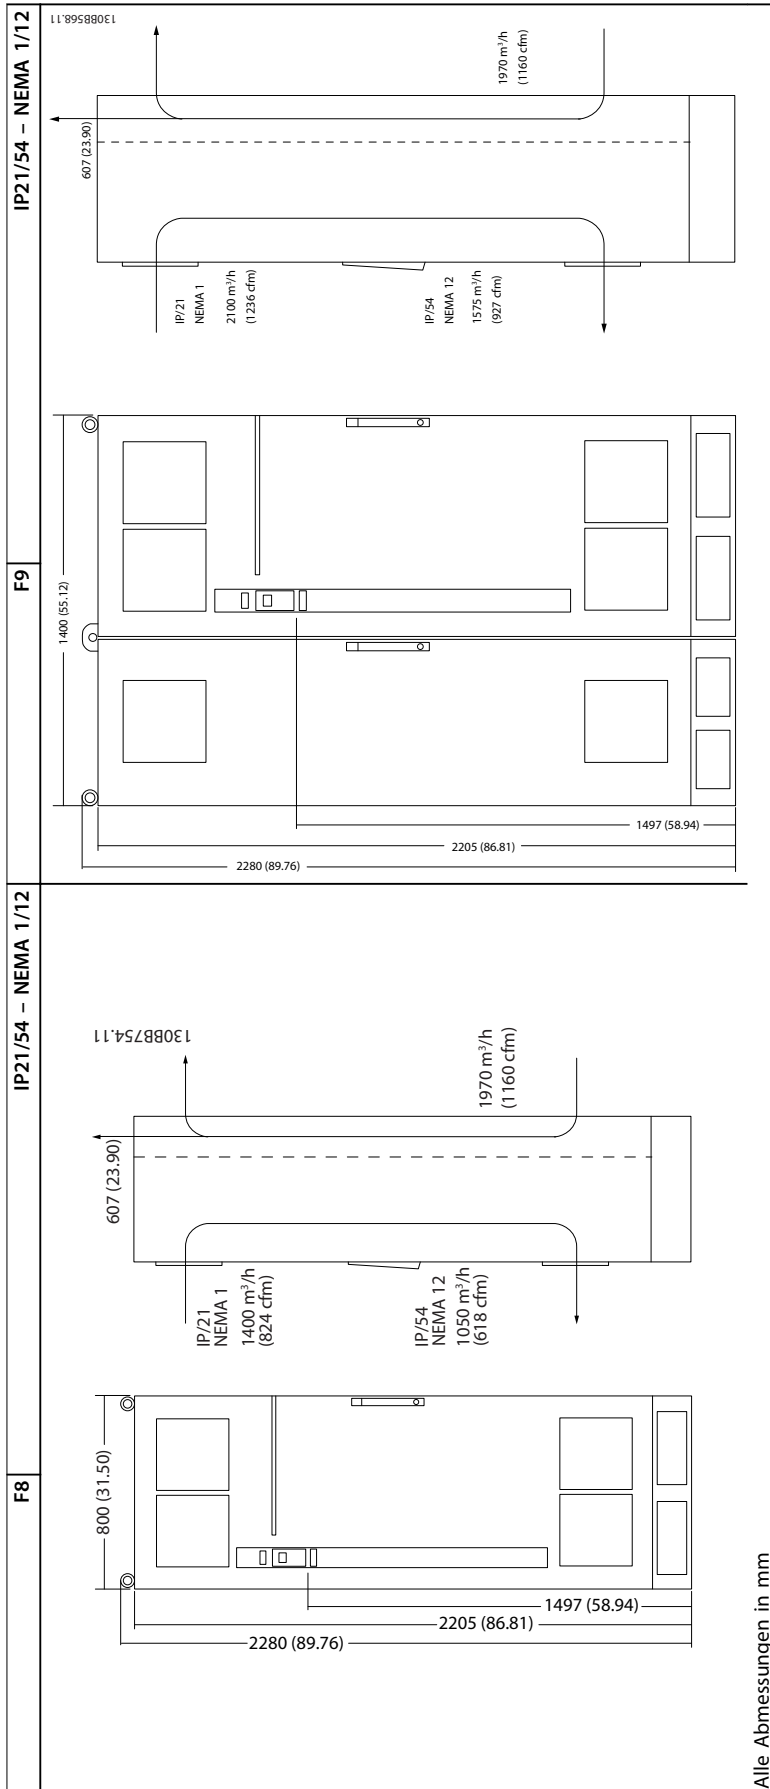 F8
IP21/54 – NEMA 1/12
F9
IP21/54 – NEMA 1/12
800 (31.50)
2280 (89.76)
2205 (86.81)
1497 (58.94)
IP/21
NEMA 1
1400 m³/h
(824 cfm)
IP/54
NEMA 12
1050 m³/h
(618 cfm)
607 (23.90)
1970 m³/h
(1160 cfm)
130BB754.11
1400 (55.12)
2280 (89.76)
2205 (86.81)
1497 (58.94)
IP/21
NEMA 1
2100 m³/h
(1236 cfm)
IP/54
NEMA 12
1575 m³/h
(927 cfm)
607 (23.90)
1970 m³/h
(1160 cfm)
130BB568.11
Alle Abmessungen in mm